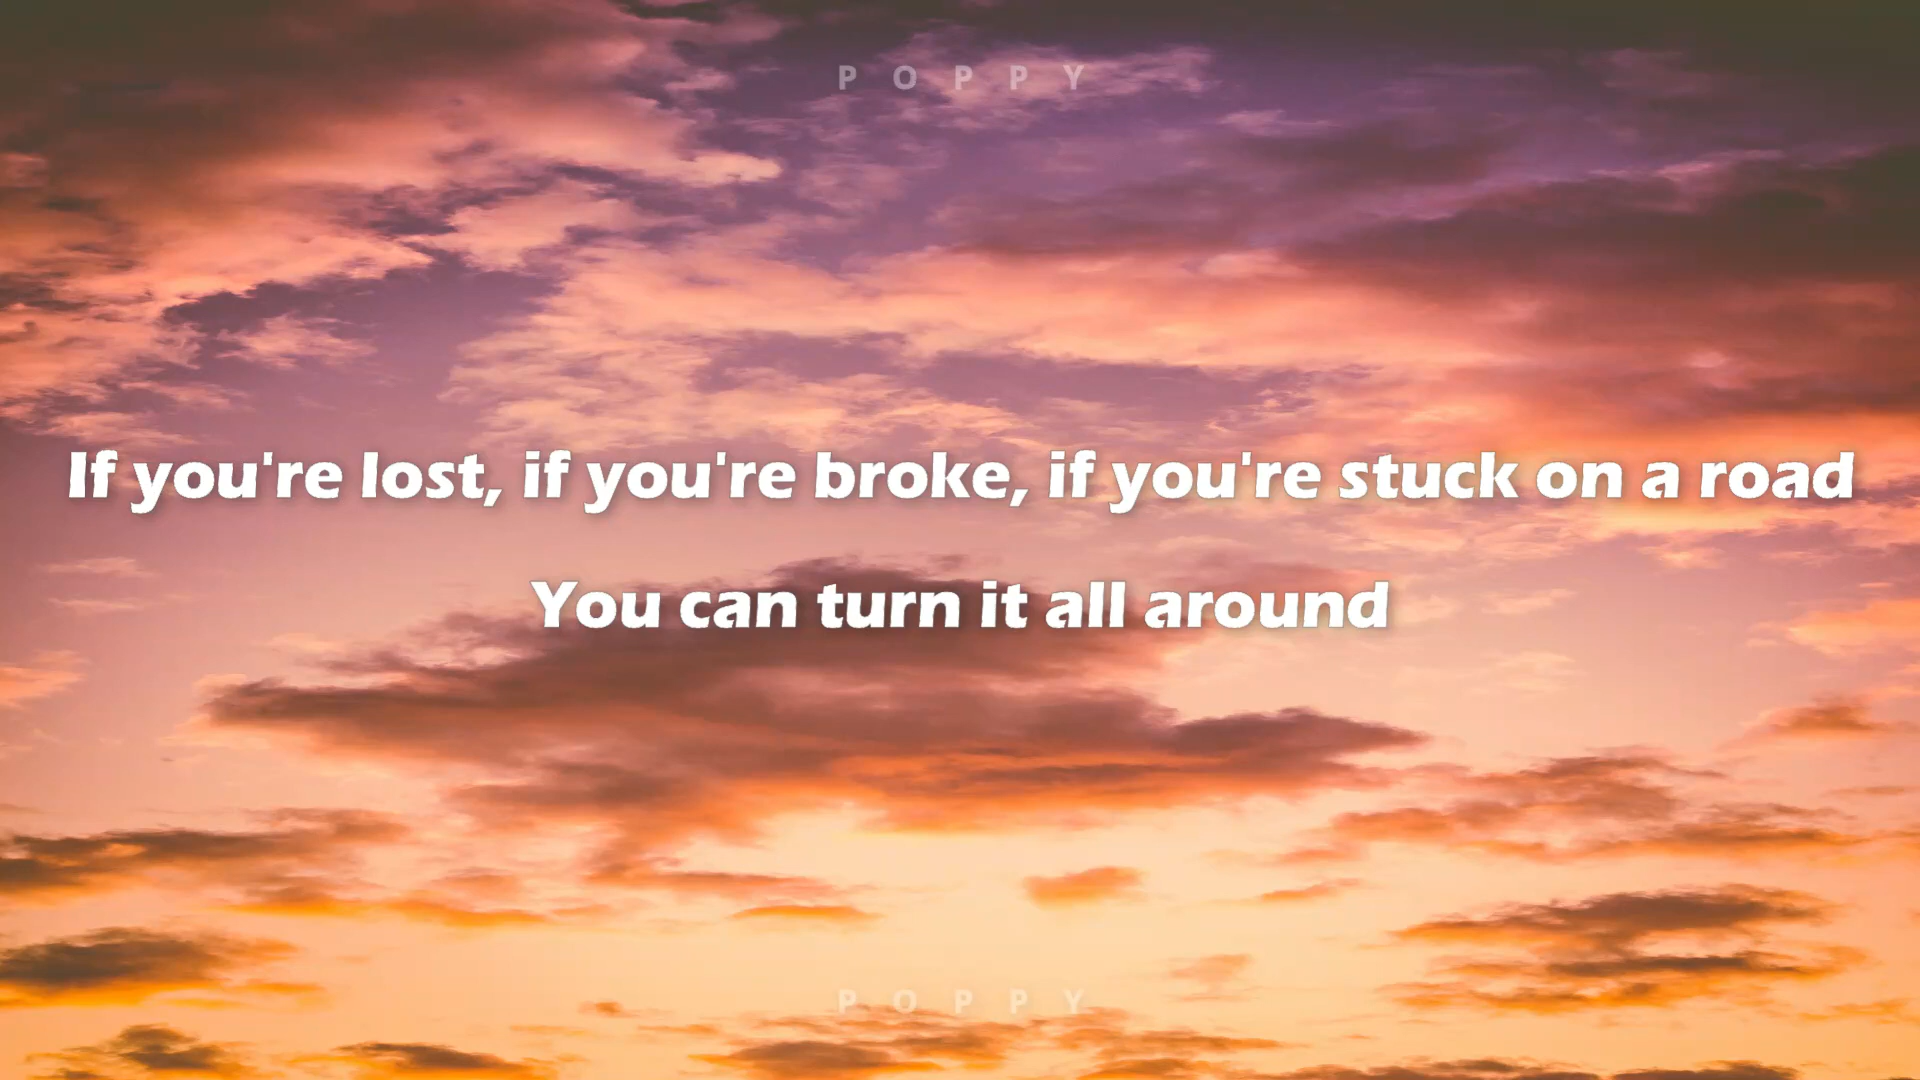 P O P P Y
If you're lost, if you're broke, if you're stuck on a road
You can turn it all around
P O P P Y